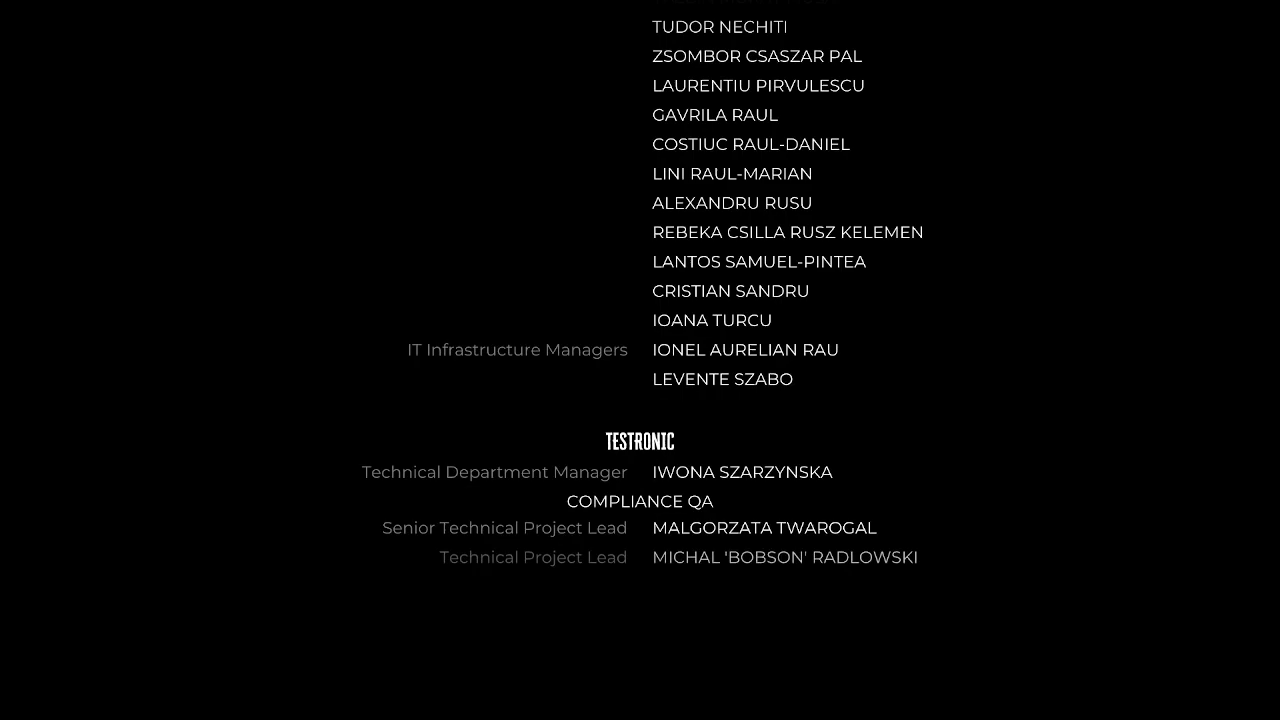 TUDOR NECHITI
ZSOMBOR CSASZAR PAL
LAURENTIU PIRVULESCU
GAVRILA RAUL
COSTIUC RAUL-DANIEL
LINI RAUL-MARIAN
ALEXANDRU RUSU
REBEKA CSILLA RUSZ KELEMEN
LANTOS SAMUEL-PINTEA
CRISTIAN SANDRU
IOANA TURCU
IT Infrastructure Managers IONEL AURELIAN RAU
LEVENTE SZABO
TESTRONIC
Technical Department Manager IWONA SZARZYNSKA
COMPLIANCE QA
Senior Technical Project Lead MALGORZATA TWAROGAL
Technical Project Lead MICHAL 'BOBSON' RADLOWSKI